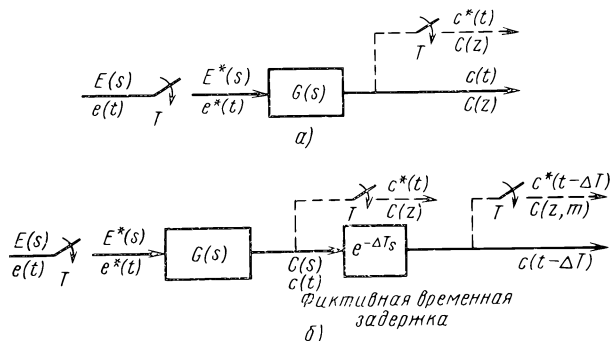 c*(t)
T C(z)
E(s) E*(s) G(s) c(t)
e(t) T e*(t) C(z)
а)
c*(t) c*(t−ΔT)
T C(z) T C(z,m)
E(s) E*(s) G(s) e^{-ΔTs}
e(t) T e*(t) C(s) c(t−ΔT)
c(t)
Фиктивная временная
задержка
б)